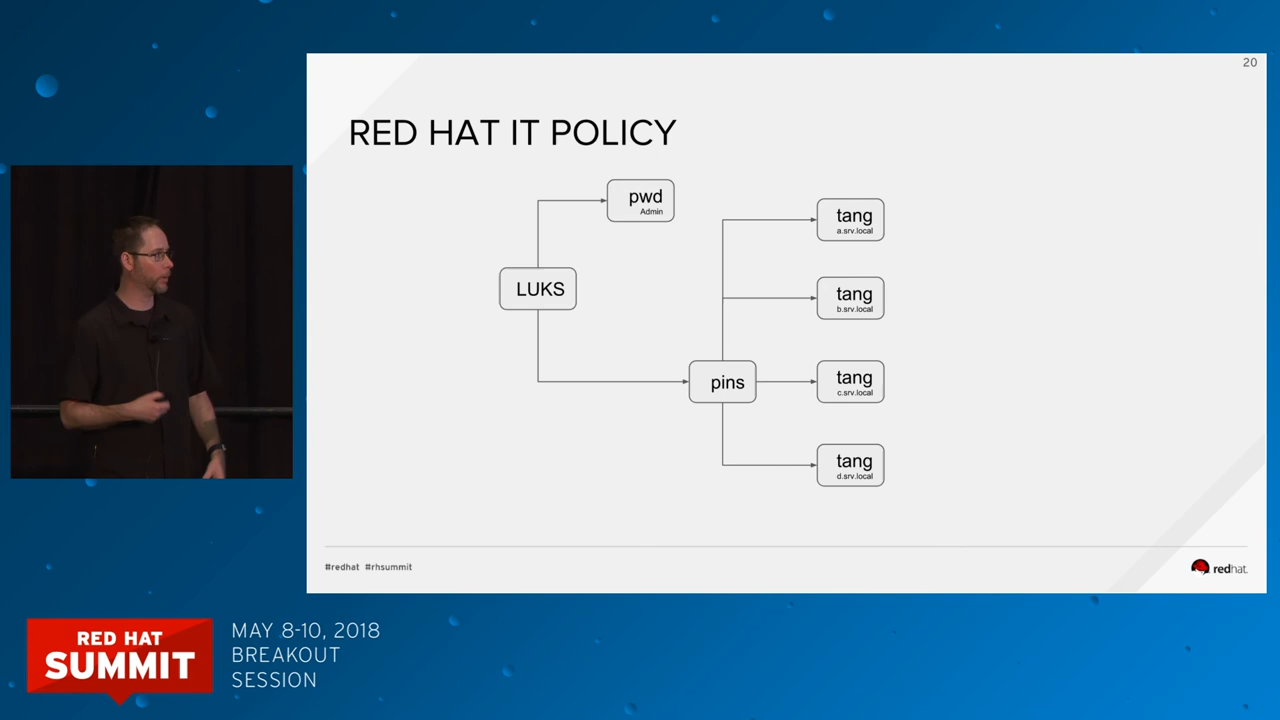 20
RED HAT IT POLICY
pwd
Admin
LUKS
pins
tang
a.srv.local
tang
b.srv.local
tang
c.srv.local
tang
d.srv.local
#redhat #rhsummit
redhat.
RED HAT
SUMMIT
MAY 8-10, 2018
BREAKOUT
SESSION